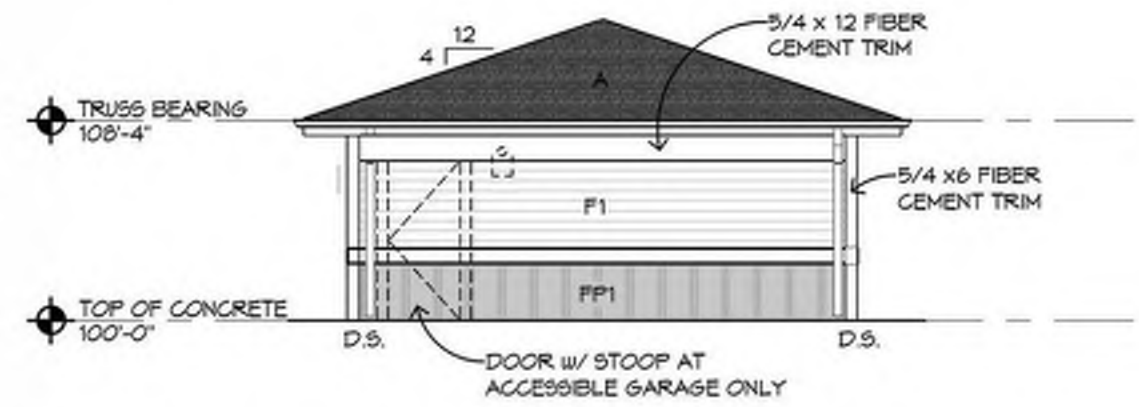 5/4 x 12 FIBER
CEMENT TRIM
12
4
A
TRUSS BEARING
108'-4"
5/4 x6 FIBER
CEMENT TRIM
F1
FP1
TOP OF CONCRETE
100'-0"
D.S.
D.S.
DOOR W/ STOOP AT
ACCESSIBLE GARAGE ONLY